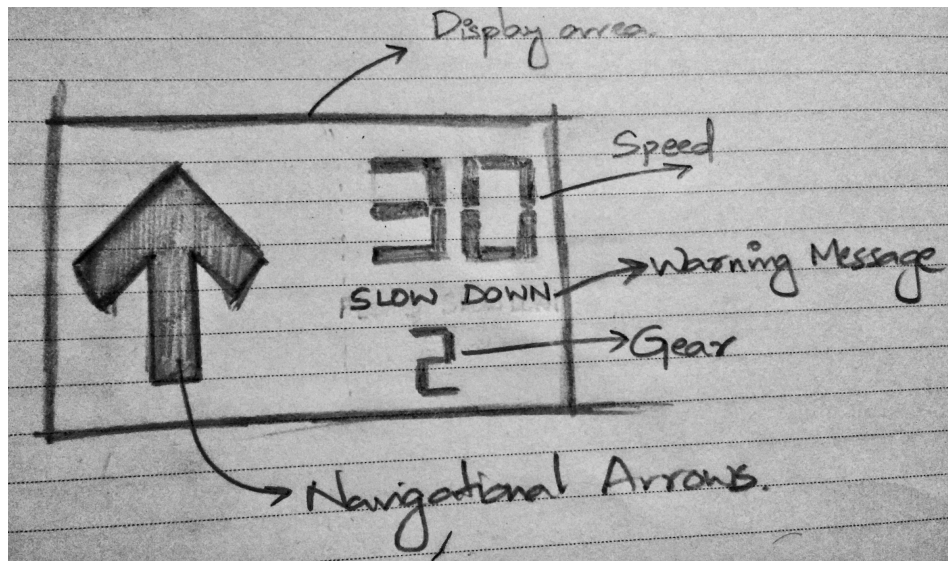 Display area.
30
Speed
SLOW DOWN
Warning Message
2
Gear
Navigational Arrows.